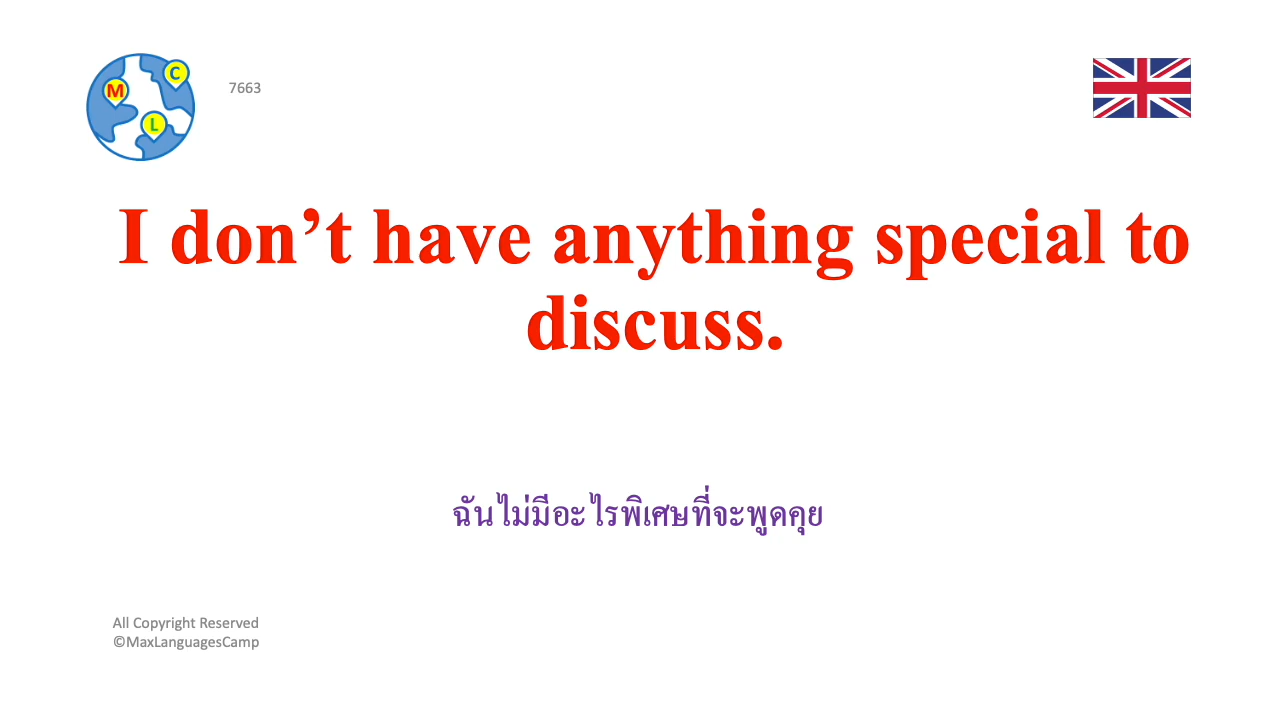 M
C
L
7663
I don’t have anything special to
discuss.
ฉันไม่มีอะไรพิเศษที่จะพูดคุย
All Copyright Reserved
©MaxLanguagesCamp